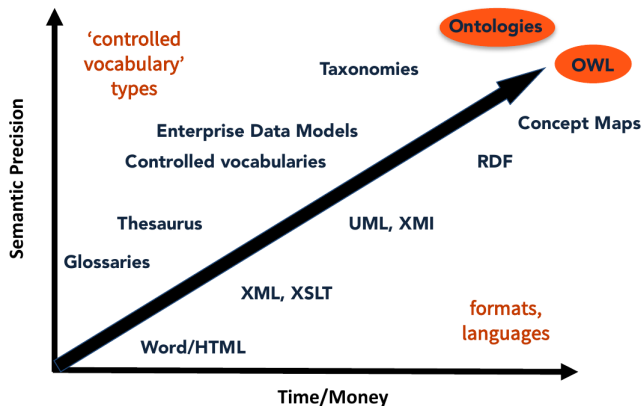 Ontologies
'controlled
vocabulary'
types
OWL
Taxonomies
Concept Maps
Enterprise Data Models
Controlled vocabularies
RDF
Thesaurus
UML, XMI
Glossaries
XML, XSLT
formats,
languages
Word/HTML
Semantic Precision
Time/Money